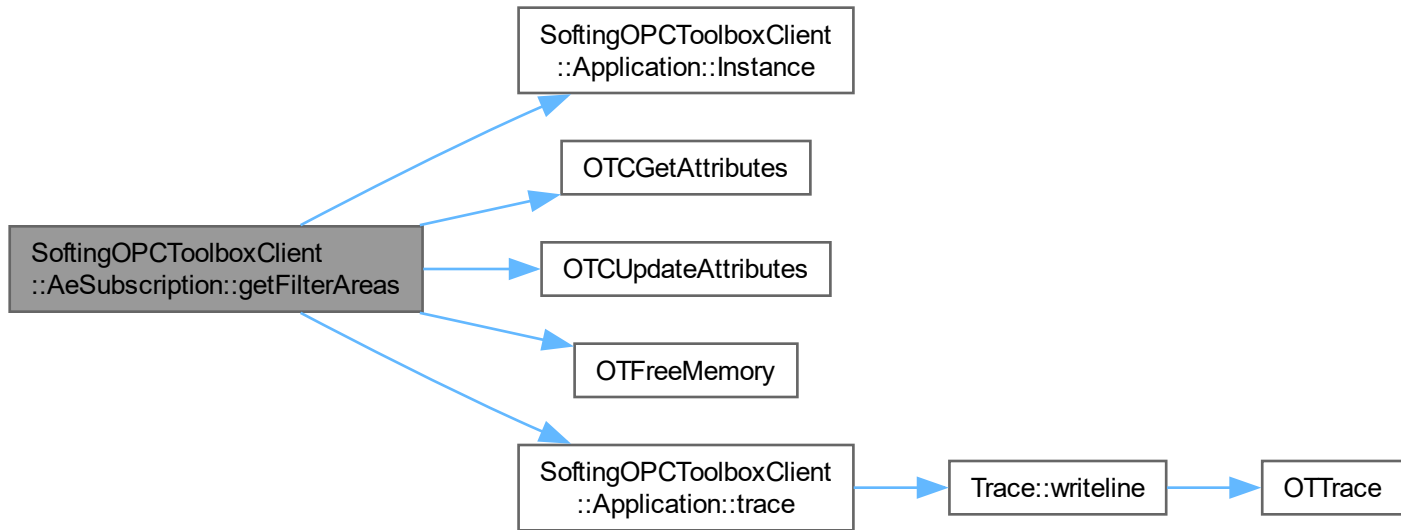 SoftingOPCToolboxClient
::Application::Instance
OTCGetAttributes
SoftingOPCToolboxClient
::AeSubscription::getFilterAreas
OTCUpdateAttributes
OTFreeMemory
SoftingOPCToolboxClient
::Application::trace
Trace::writeline
OTTrace